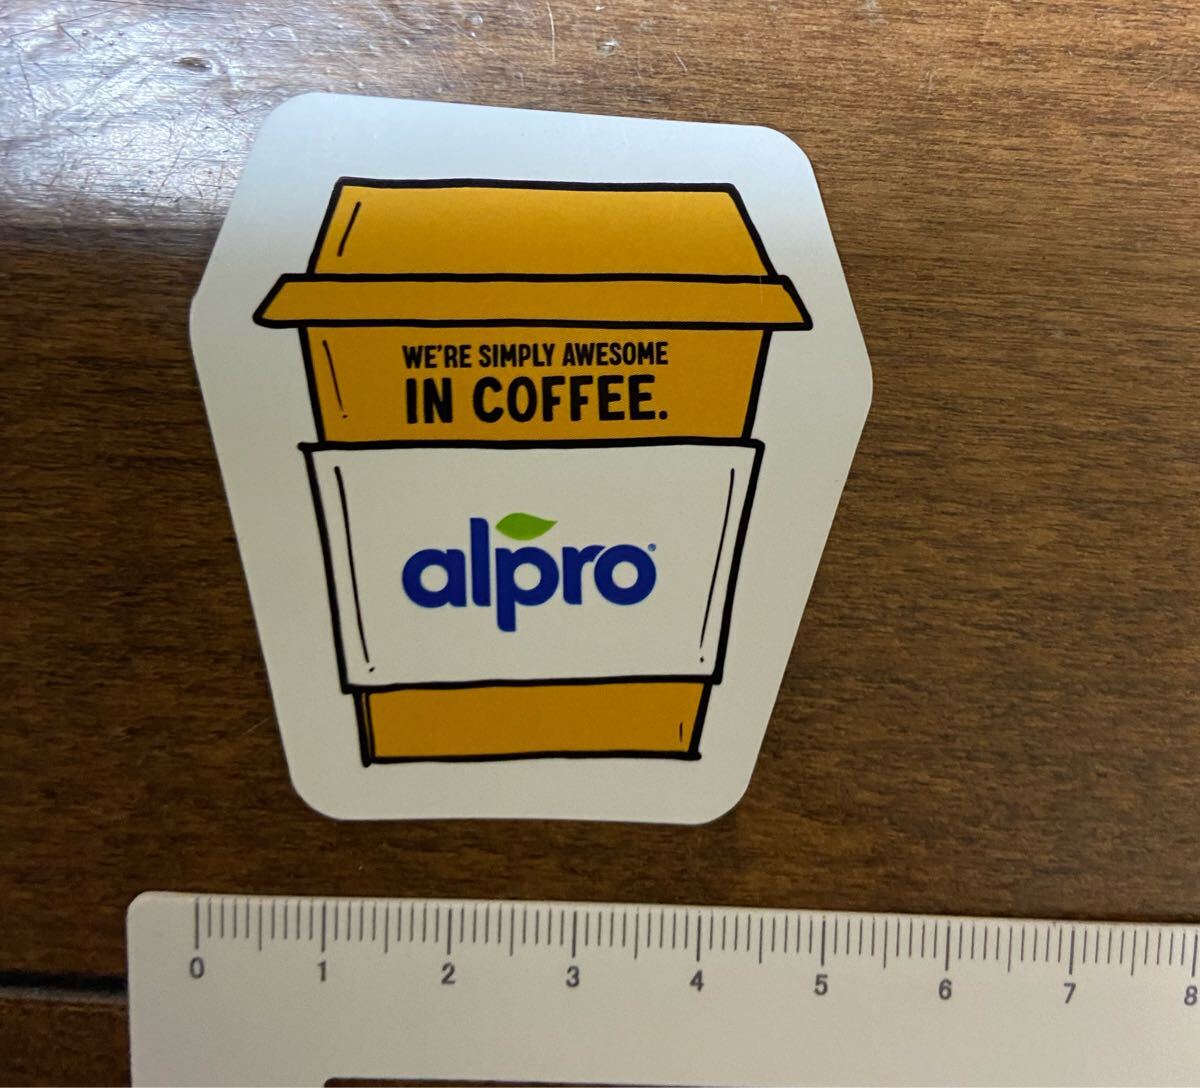 WE'RE SIMPLY AWESOME
IN COFFEE.
alpro
0 1 2 3 4 5 6 7 8